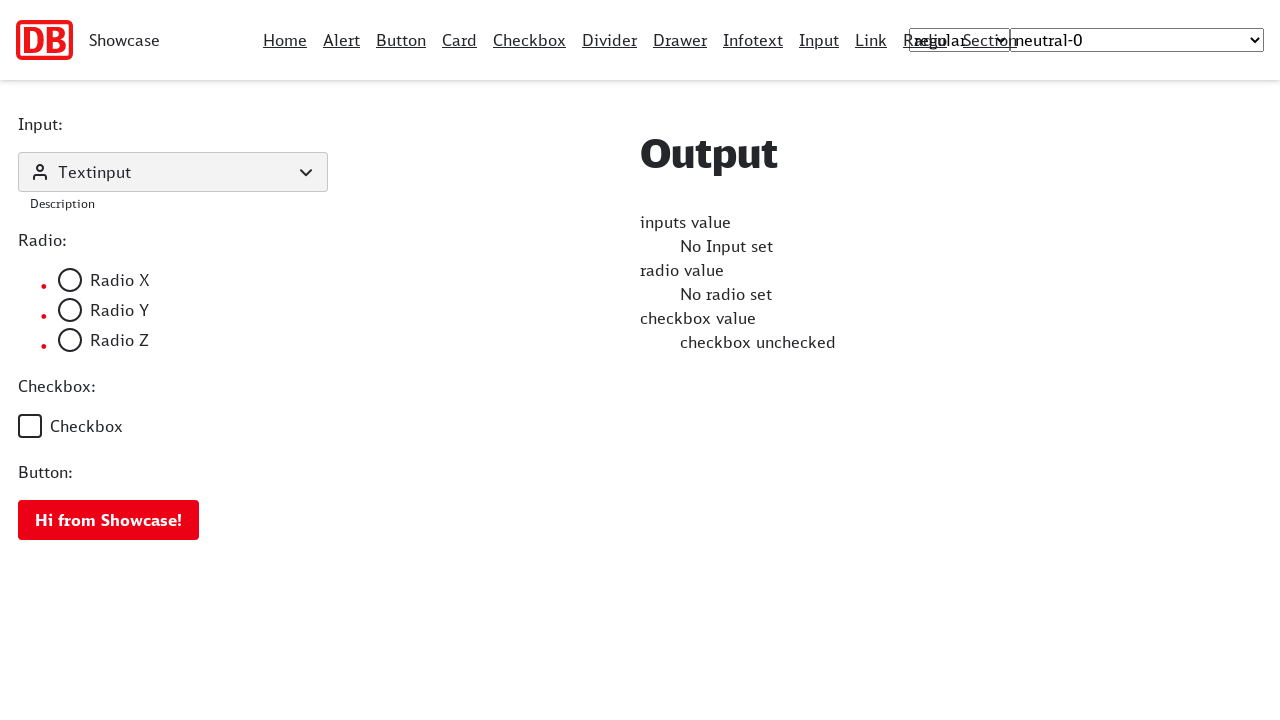 DB Showcase Home Alert Button Card Checkbox Divider Drawer Infotext Input Link Radio Section regular neutral-0
Input:
Textinput
Description
Radio:
Radio X
Radio Y
Radio Z
Checkbox:
Checkbox
Button:
Hi from Showcase!
Output
inputs value
No Input set
radio value
No radio set
checkbox value
checkbox unchecked